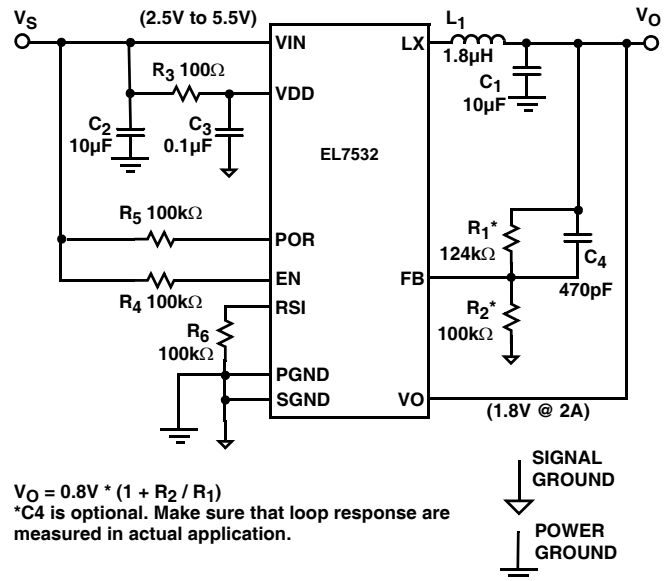 VS
(2.5V to 5.5V)
VIN
LX
L1
1.8µH
VO
R3 100Ω
VDD
C1
10µF
C2
10µF
C3
0.1µF
EL7532
R5 100kΩ
POR
R1*
124kΩ
C4
470pF
R4 100kΩ
EN
FB
RSI
R2*
100kΩ
R6
100kΩ
PGND
SGND
VO
(1.8V @ 2A)
SIGNAL
GROUND
VO = 0.8V * (1 + R2 / R1)
*C4 is optional. Make sure that loop response are
measured in actual application.
POWER
GROUND